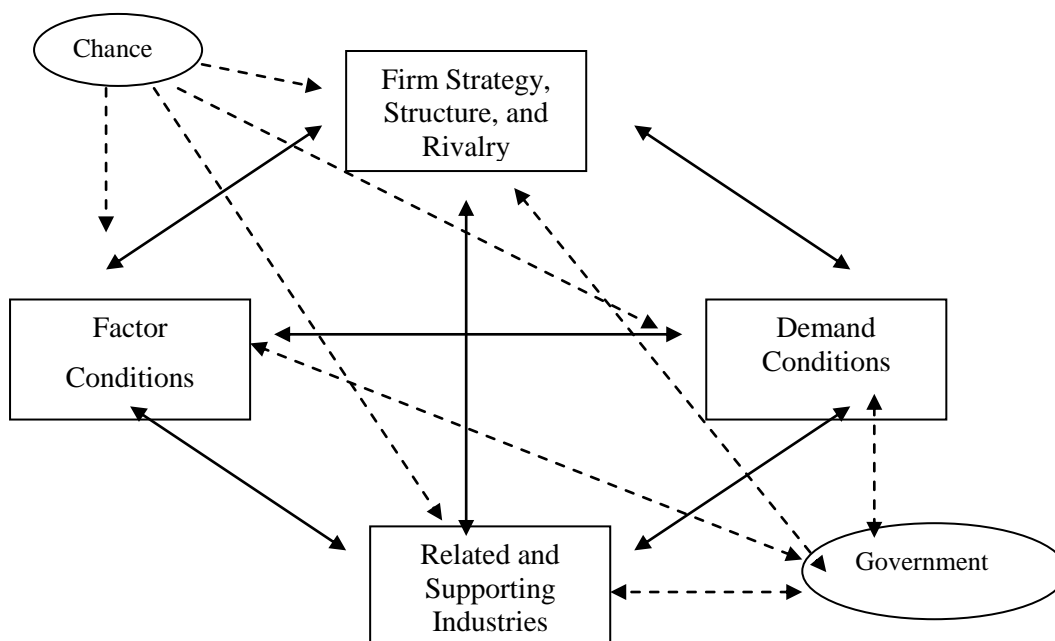 Chance
Firm Strategy,
Structure, and
Rivalry
Factor
Conditions
Demand
Conditions
Related and
Supporting
Industries
Government